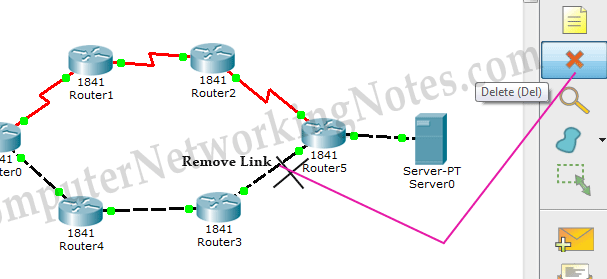 1841
Router1
1841
Router2
Delete (Del)
ComputerNetworkingNotes.com
1841
Router5
Server-PT
Server0
Remove Link
1841
Router4
1841
Router3